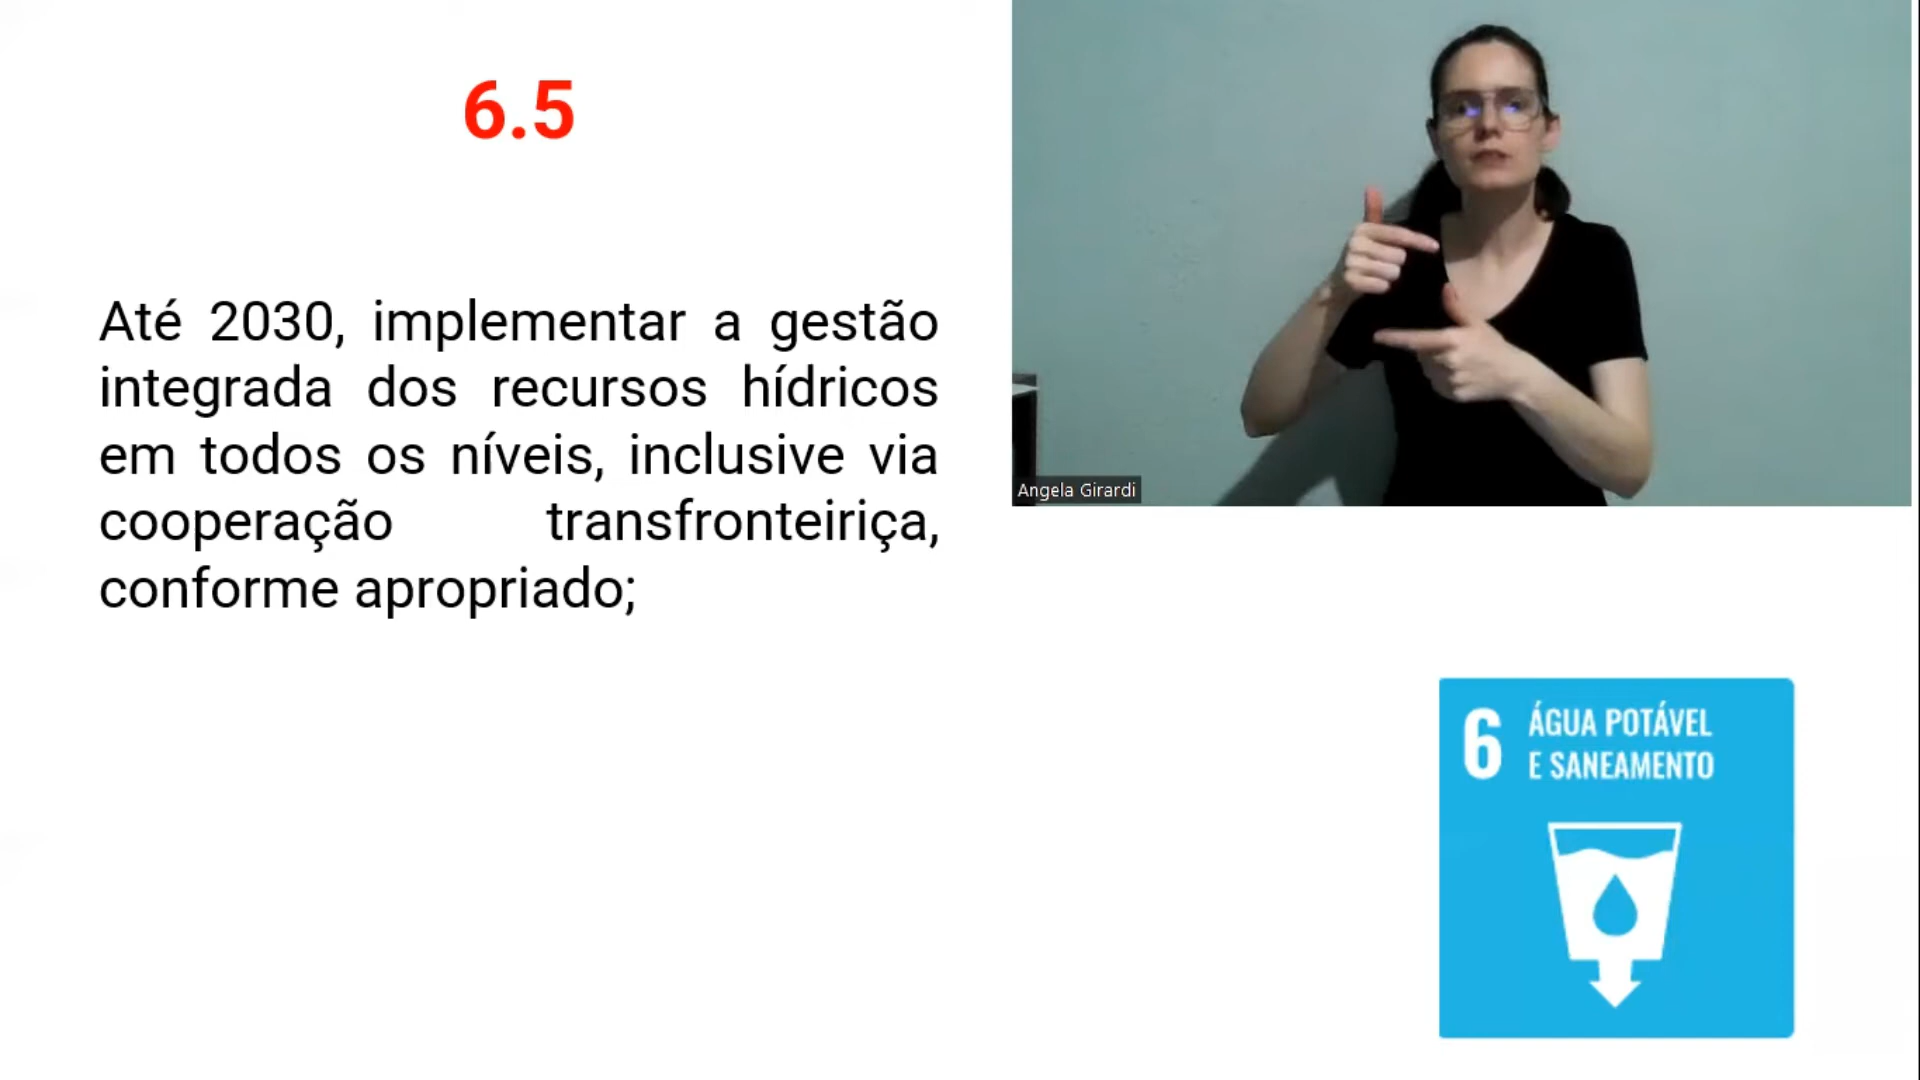 6.5
Até 2030, implementar a gestão
integrada dos recursos hídricos
em todos os níveis, inclusive via
cooperação transfronteiriça,
conforme apropriado;
Angela Girardi
6 ÁGUA POTÁVEL
E SANEAMENTO